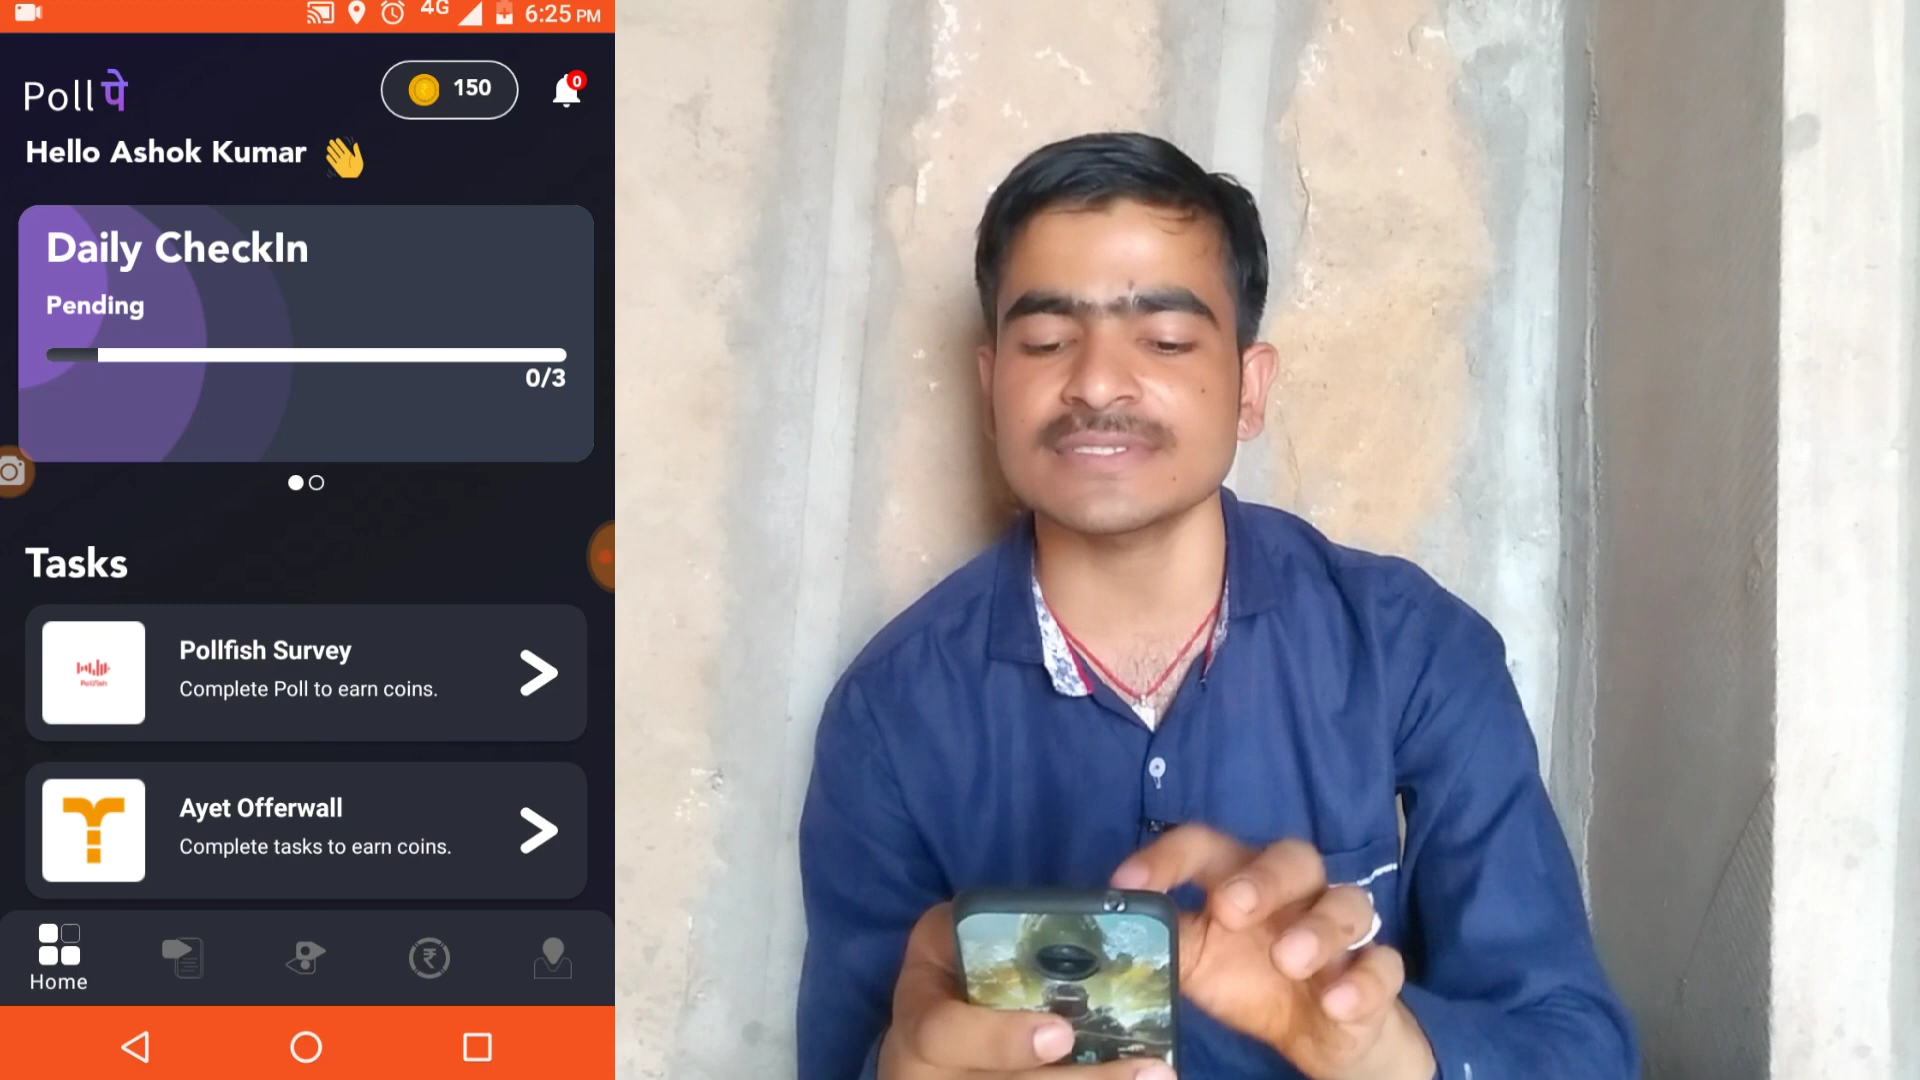 4G 6:25 PM
Poll पे
150
0
Hello Ashok Kumar
Daily CheckIn
Pending
0/3
Tasks
Pollfish
Pollfish Survey
Complete Poll to earn coins.
Ayet Offerwall
Complete tasks to earn coins.
Home